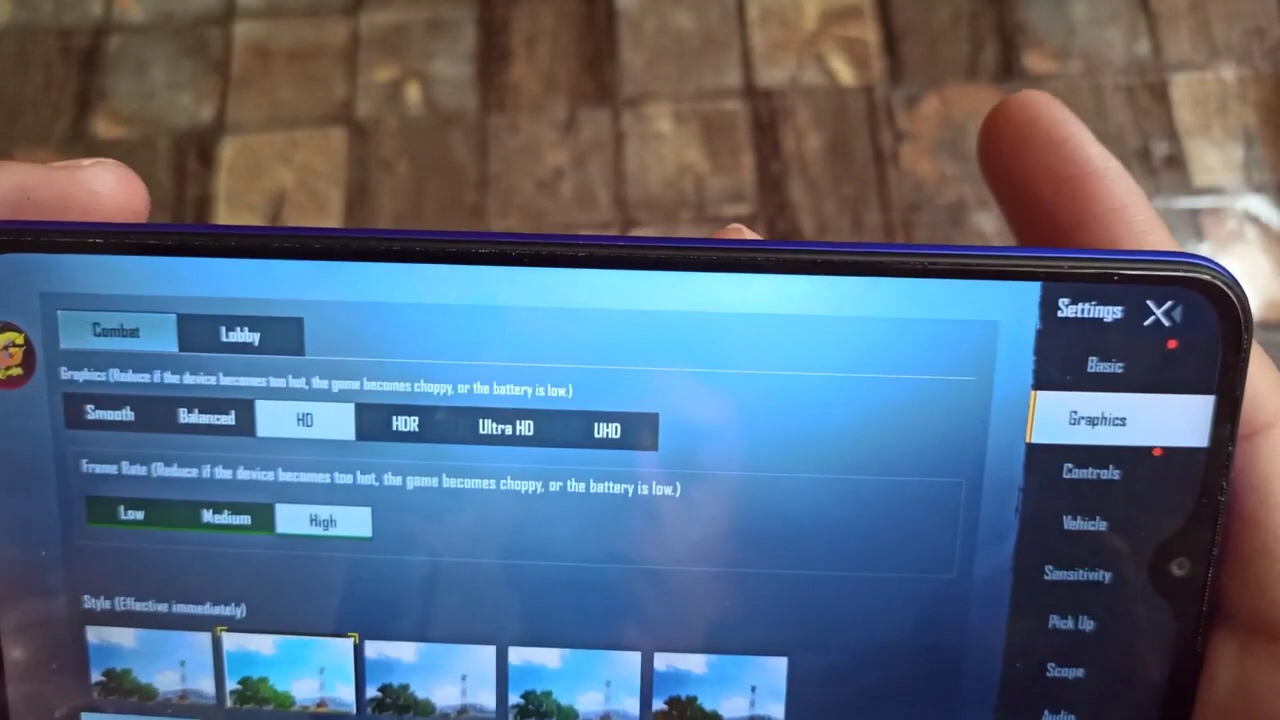 Combat Lobby
Graphics (Reduce if the device becomes too hot, the game becomes choppy, or the battery is low.)
Smooth Balanced HD HDR Ultra HD UHD
Frame Rate (Reduce if the device becomes too hot, the game becomes choppy, or the battery is low.)
Low Medium High
Style (Effective immediately)
Settings
Basic
Graphics
Controls
Vehicle
Sensitivity
Pick Up
Scope
Audio